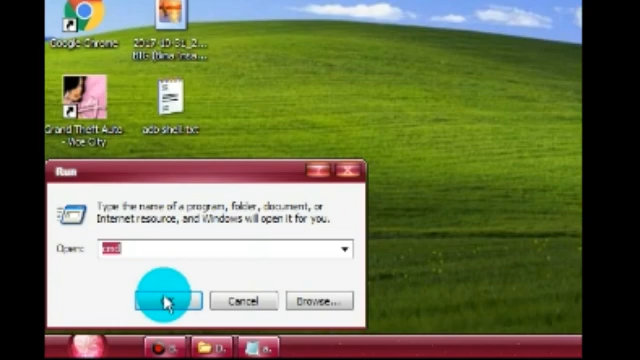 Google Chrome
Grand Theft Auto
- Vice City
adb shell.txt
Run
Type the name of a program, folder, document, or
Internet resource, and Windows will open it for you.
Open:
cmd
Cancel
Browse...